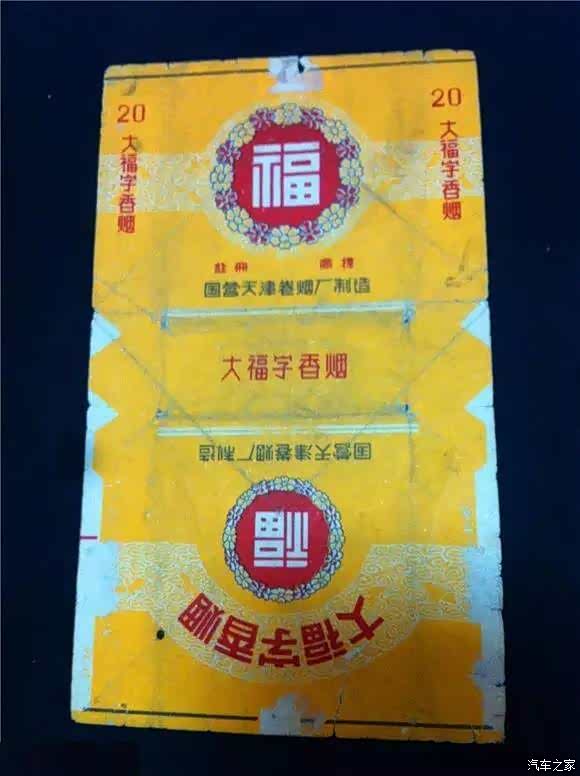 20
大福字香烟
20
大福字香烟
福
註册 商标
国营天津卷烟厂制造
大福字香烟
国营天津卷烟厂制造
福
大福字香烟
汽车之家